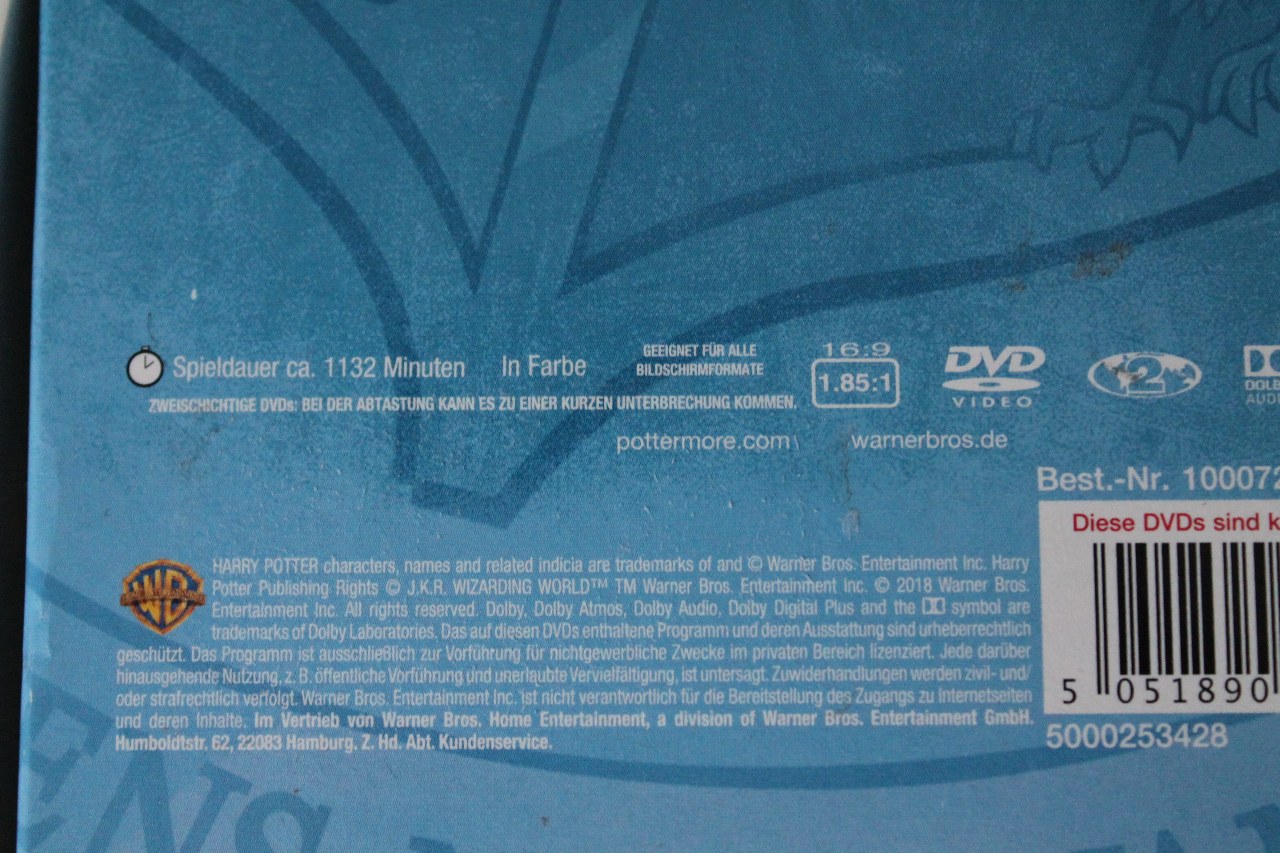 Spieldauer ca. 1132 Minuten In Farbe
GEEIGNET FÜR ALLE
BILDSCHIRMFORMATE
16:9
1.85:1
DVD
VIDEO
2
DOLBY
AUDIO
ZWEISCHICHTIGE DVDs: BEI DER ABTASTUNG KANN ES ZU EINER KURZEN UNTERBRECHUNG KOMMEN.
pottermore.com warnerbros.de
Best.-Nr. 100072
Diese DVDs sind k
5 051890
5000253428
WB
HARRY POTTER characters, names and related indicia are trademarks of and © Warner Bros. Entertainment Inc. Harry
Potter Publishing Rights © J.K.R. WIZARDING WORLD™ TM Warner Bros. Entertainment Inc. © 2018 Warner Bros.
Entertainment Inc. All rights reserved. Dolby, Dolby Atmos, Dolby Audio, Dolby Digital Plus and the symbol are
trademarks of Dolby Laboratories. Das auf diesen DVDs enthaltene Programm und deren Ausstattung sind urheberrechtlich
geschützt. Das Programm ist ausschließlich zur Vorführung für nichtgewerbliche Zwecke im privaten Bereich lizenziert. Jede darüber
hinausgehende Nutzung, z. B. öffentliche Vorführung und unerlaubte Vervielfältigung, ist untersagt. Zuwiderhandlungen werden zivil- und/
oder strafrechtlich verfolgt. Warner Bros. Entertainment Inc. ist nicht verantwortlich für die Bereitstellung des Zugangs zu Internetseiten
und deren Inhalte. Im Vertrieb von Warner Bros. Home Entertainment, a division of Warner Bros. Entertainment GmbH.
Humboldtstr. 62, 22083 Hamburg. Z. Hd. Abt. Kundenservice.